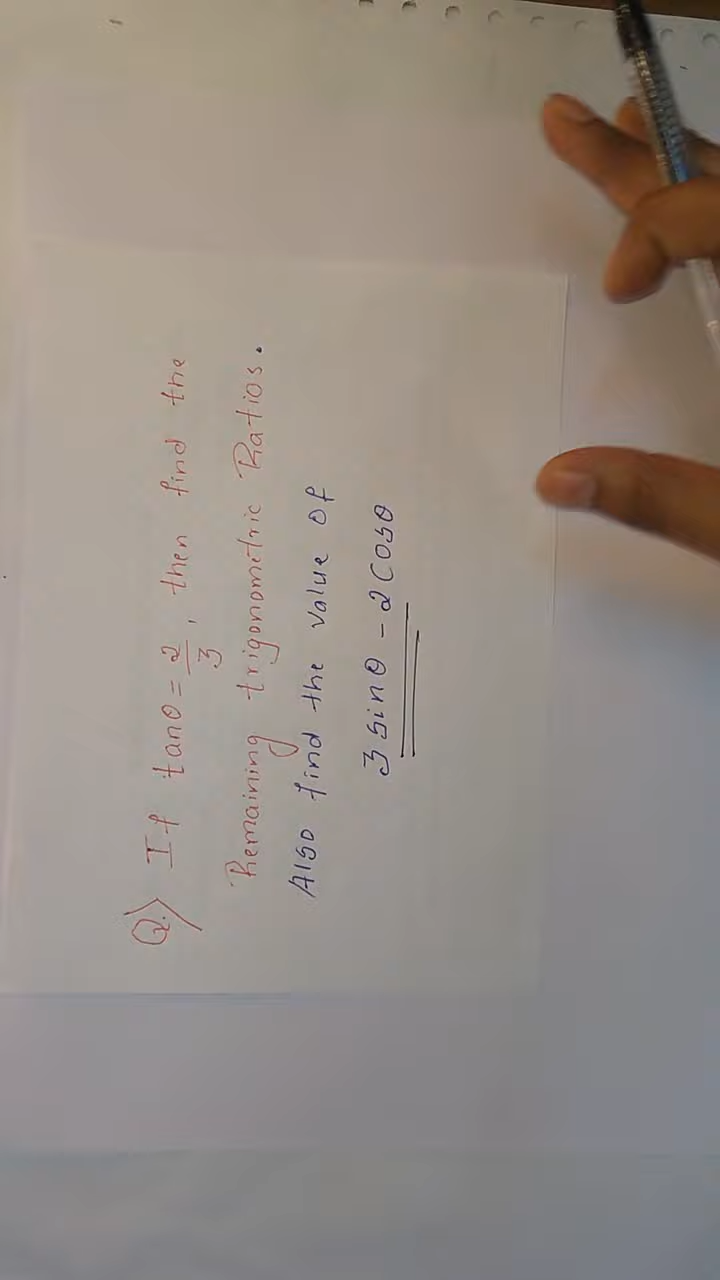 Q.) If tanθ = 2/3, then find the
Remaining trigonometric Ratios.
Also find the value of
3 sinθ - 2 cosθ